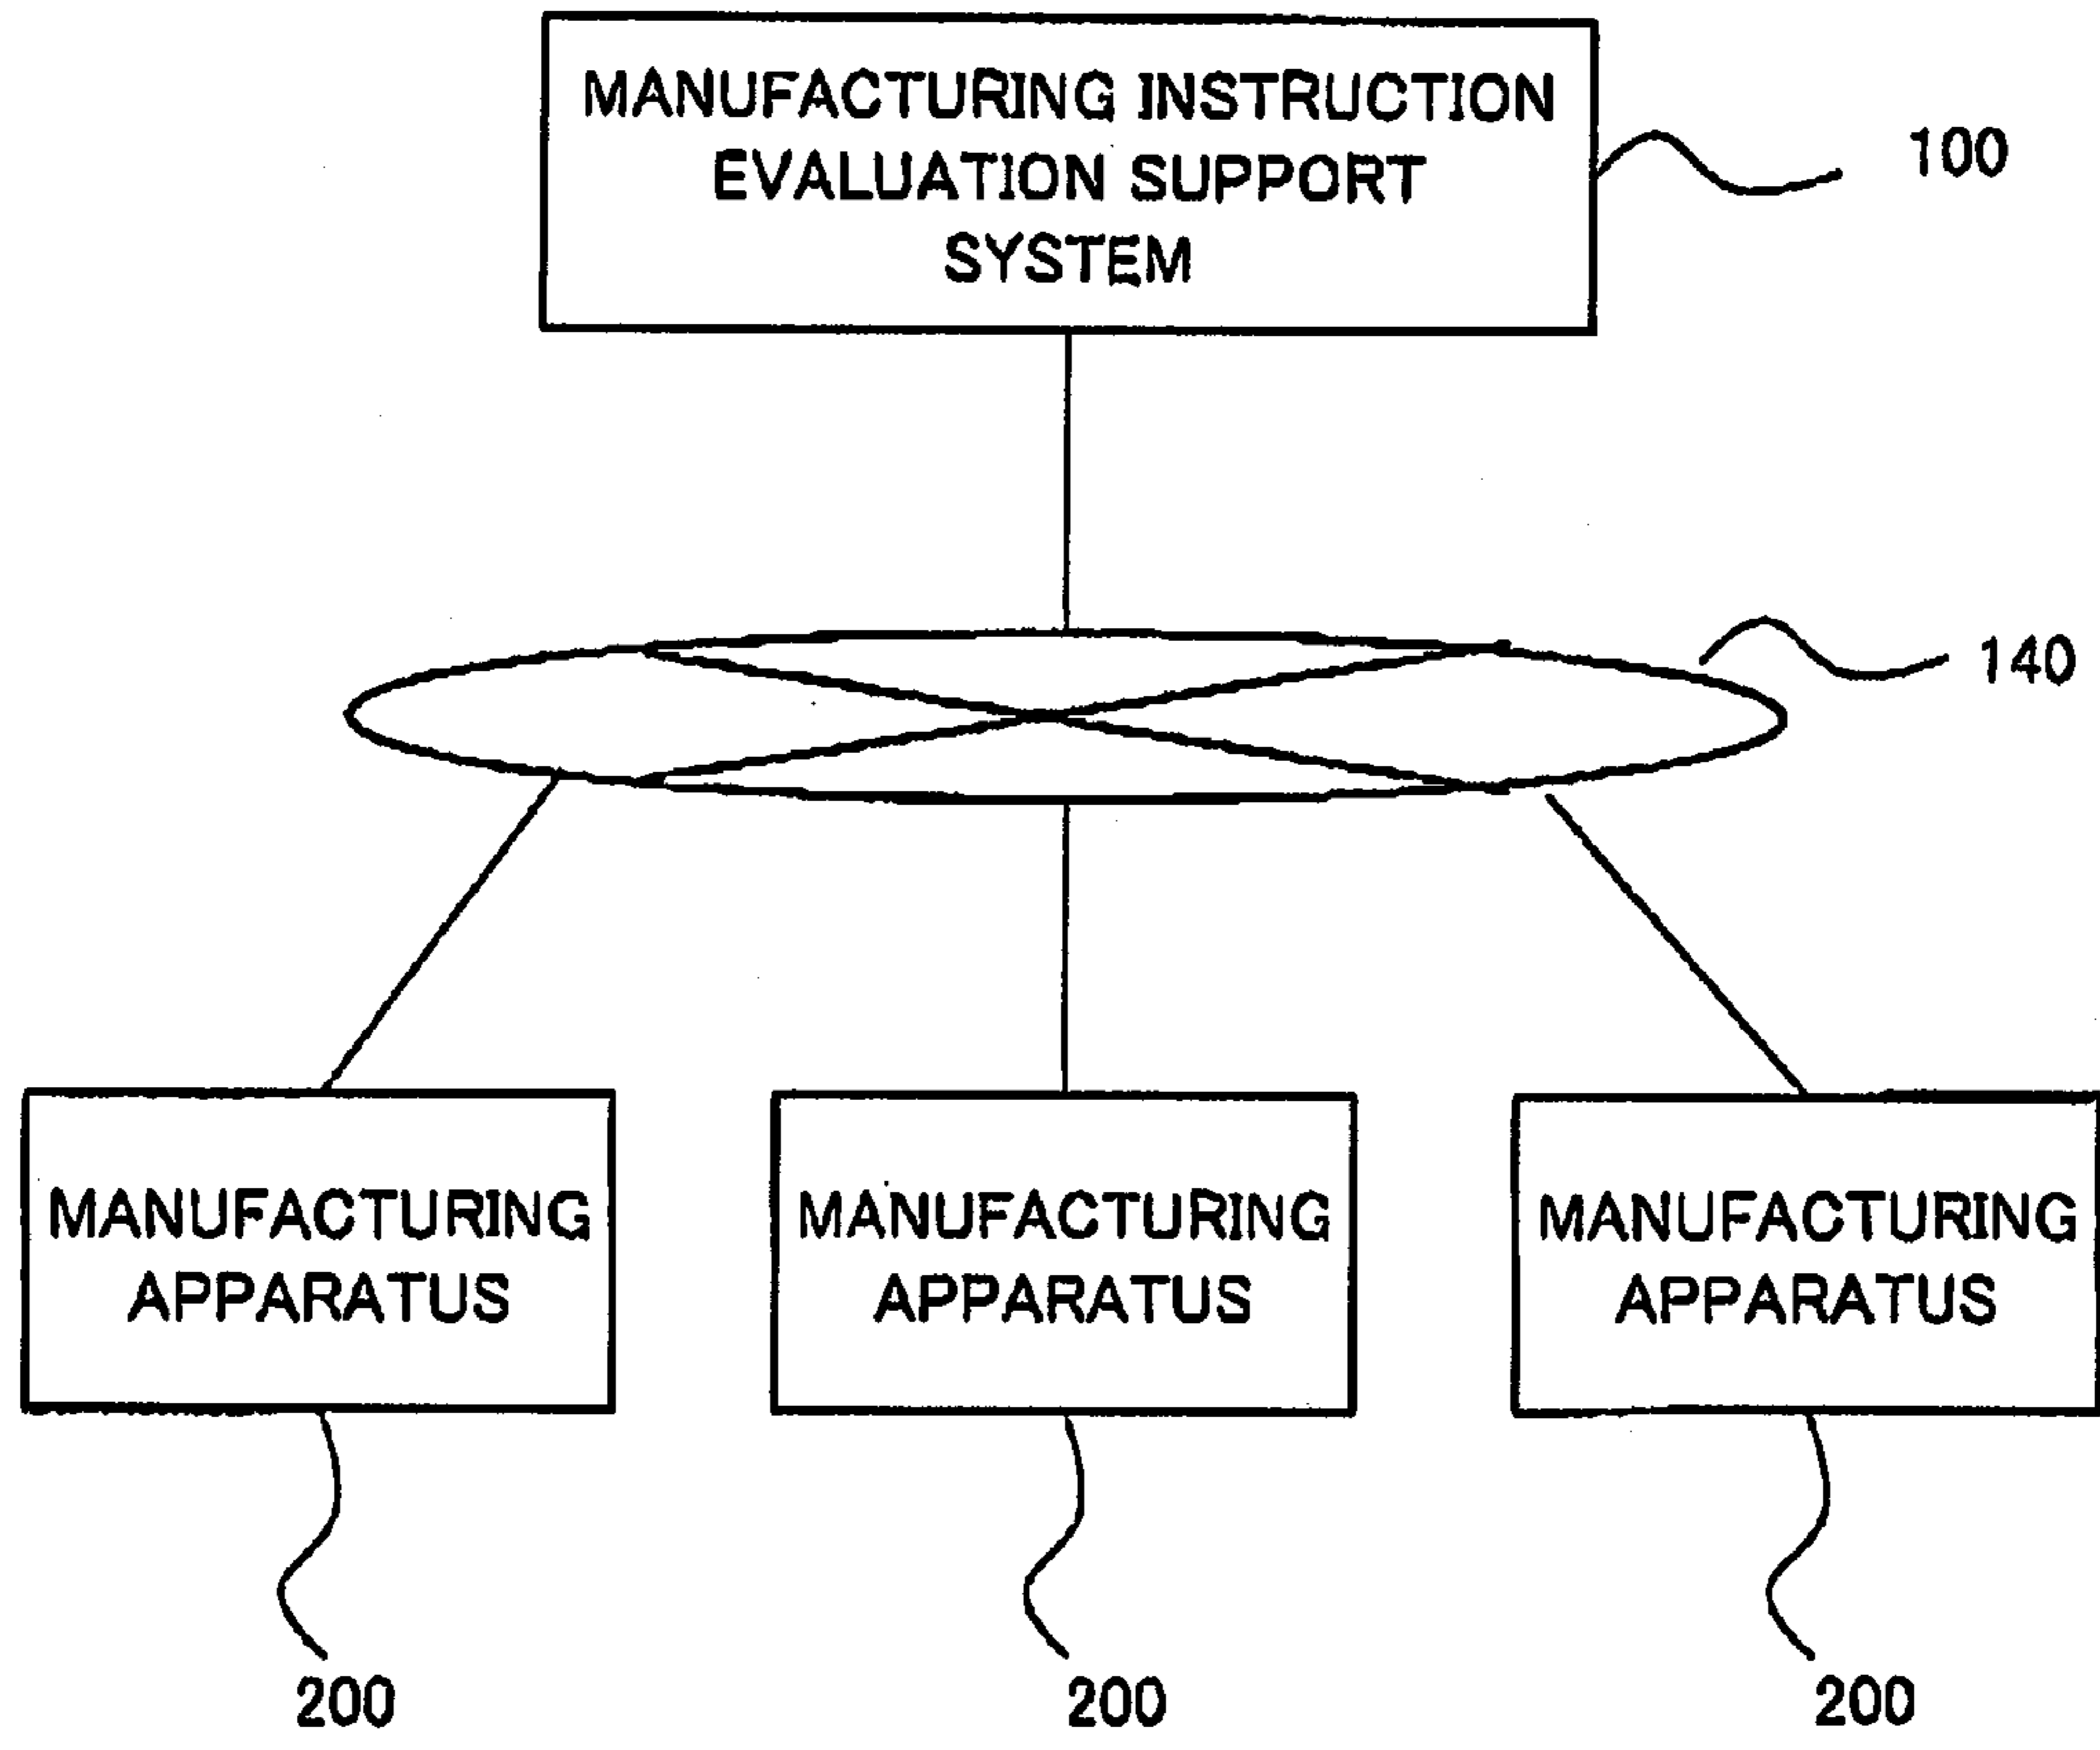 MANUFACTURING INSTRUCTION
EVALUATION SUPPORT
SYSTEM
100
140
MANUFACTURING
APPARATUS
MANUFACTURING
APPARATUS
MANUFACTURING
APPARATUS
200
200
200